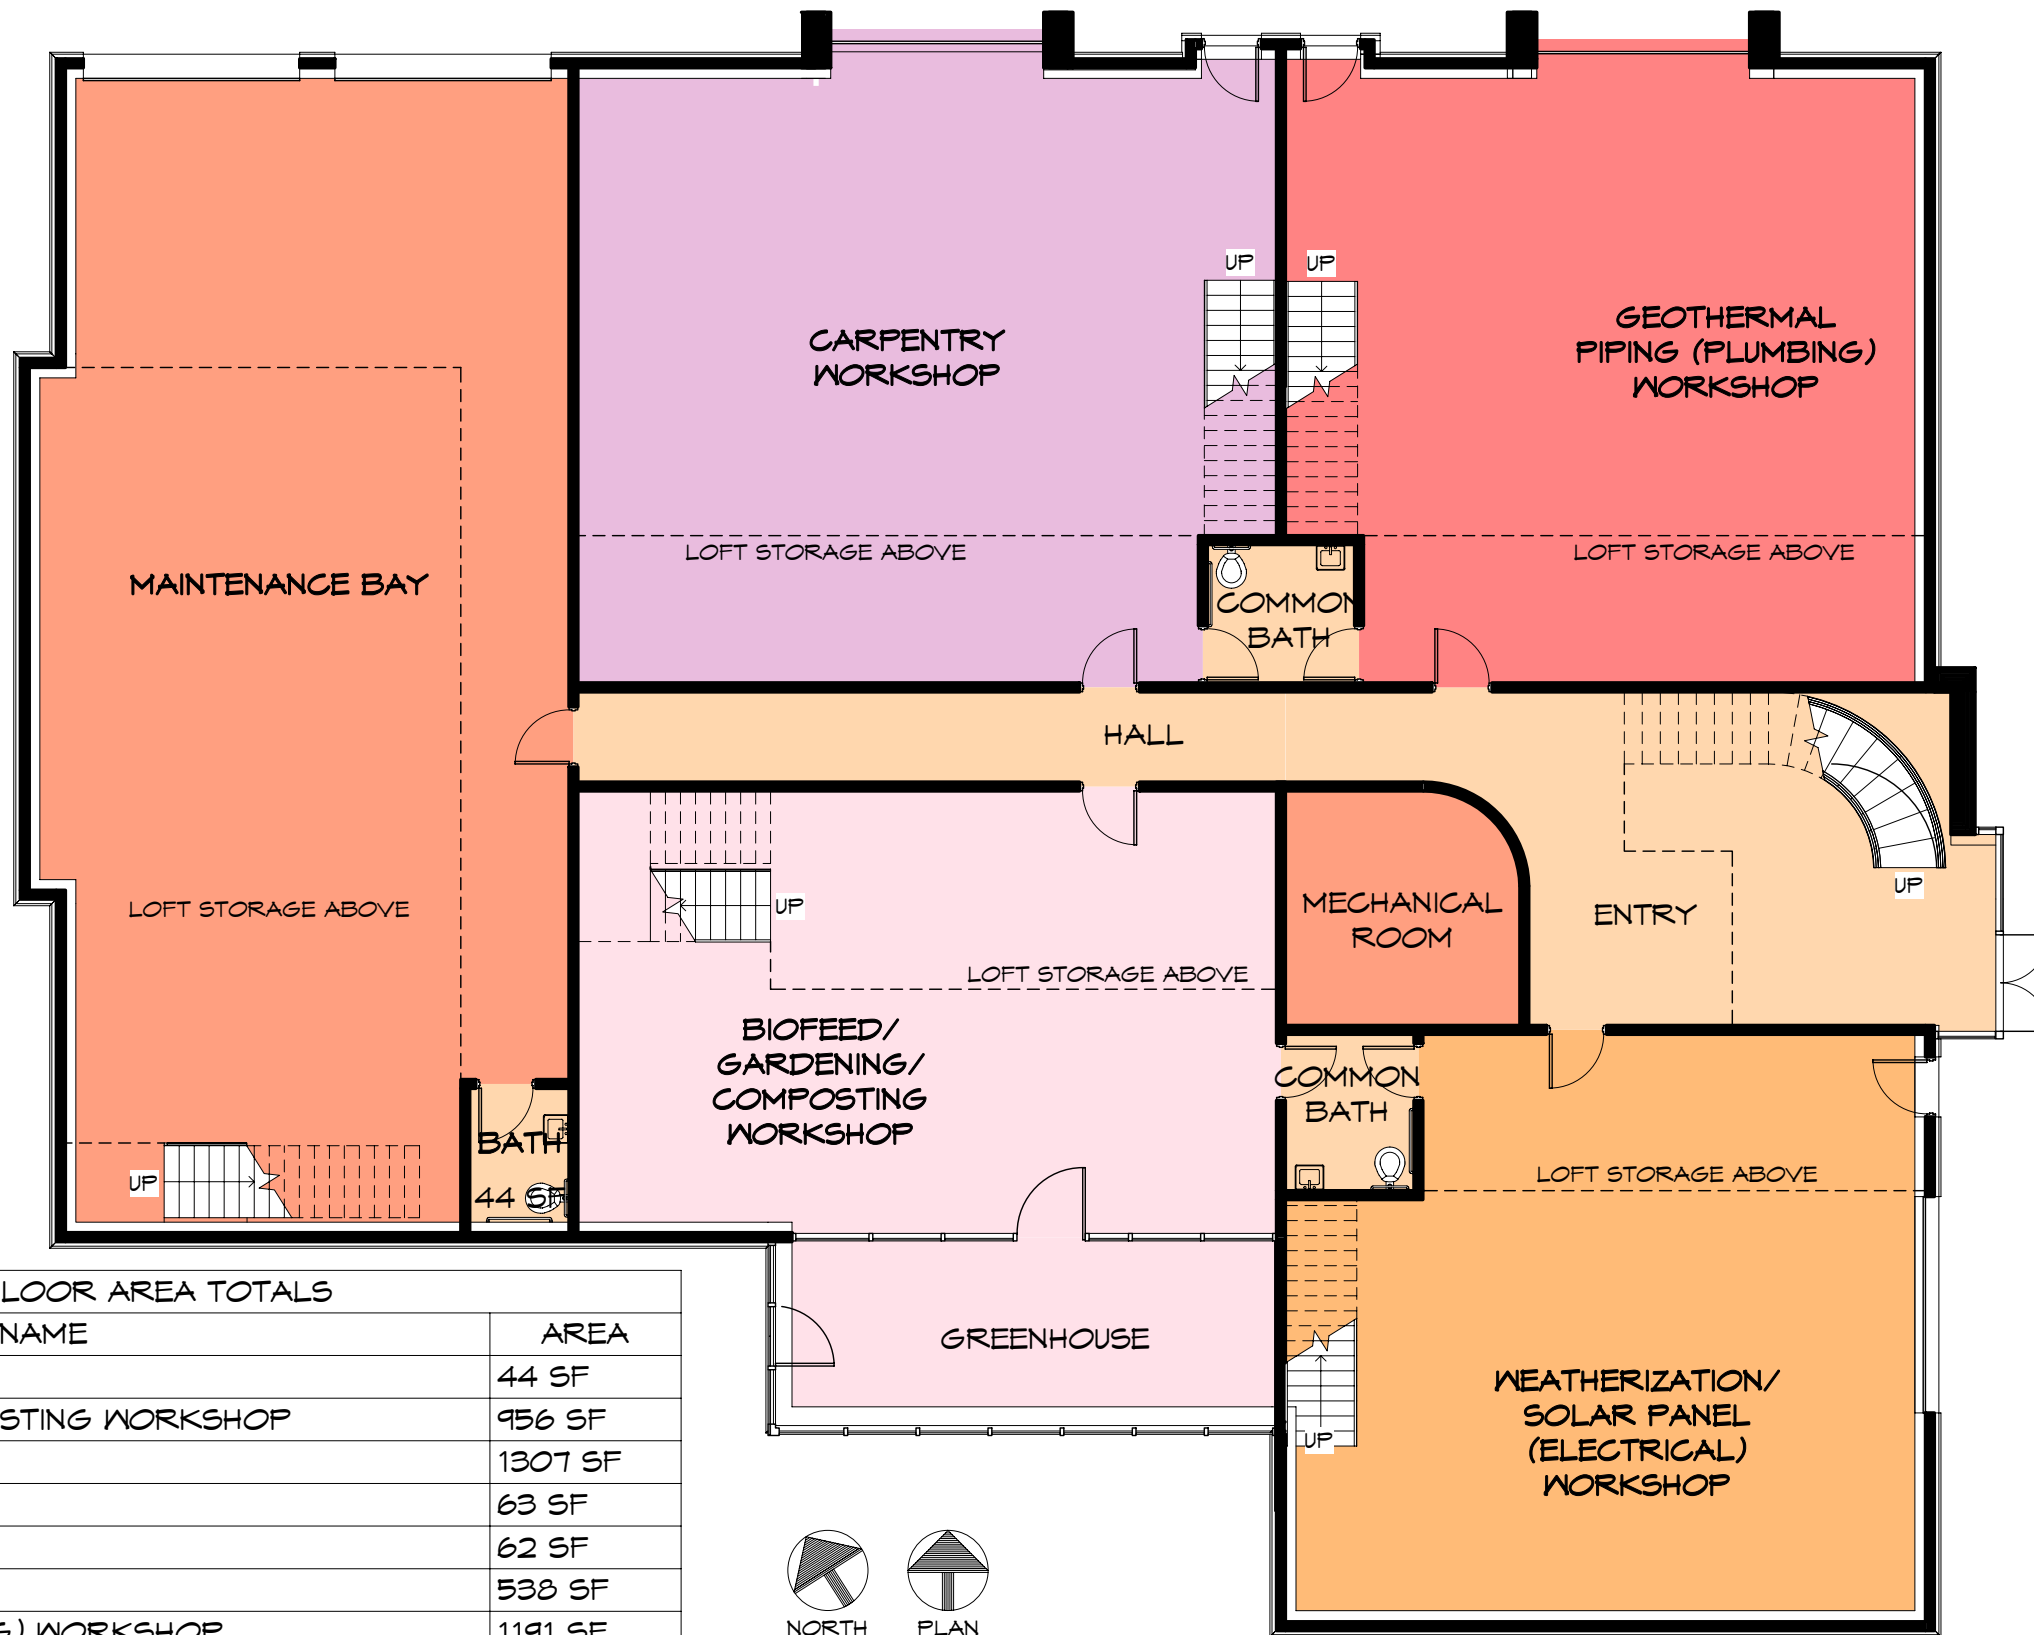 UP
UP
CARPENTRY
WORKSHOP
GEOTHERMAL
PIPING (PLUMBING)
WORKSHOP
LOFT STORAGE ABOVE
LOFT STORAGE ABOVE
MAINTENANCE BAY
COMMON
BATH
HALL
LOFT STORAGE ABOVE
UP
MECHANICAL
ROOM
ENTRY
UP
LOFT STORAGE ABOVE
BIOFEED/
GARDENING/
COMPOSTING
WORKSHOP
COMMON
BATH
BATH
44 SF
UP
LOFT STORAGE ABOVE
GREENHOUSE
WEATHERIZATION/
SOLAR PANEL
(ELECTRICAL)
WORKSHOP
UP
LOOR AREA TOTALS
NAME AREA
44 SF
STING WORKSHOP 956 SF
1307 SF
63 SF
62 SF
538 SF
G) WORKSHOP 1191 SF
NORTH PLAN